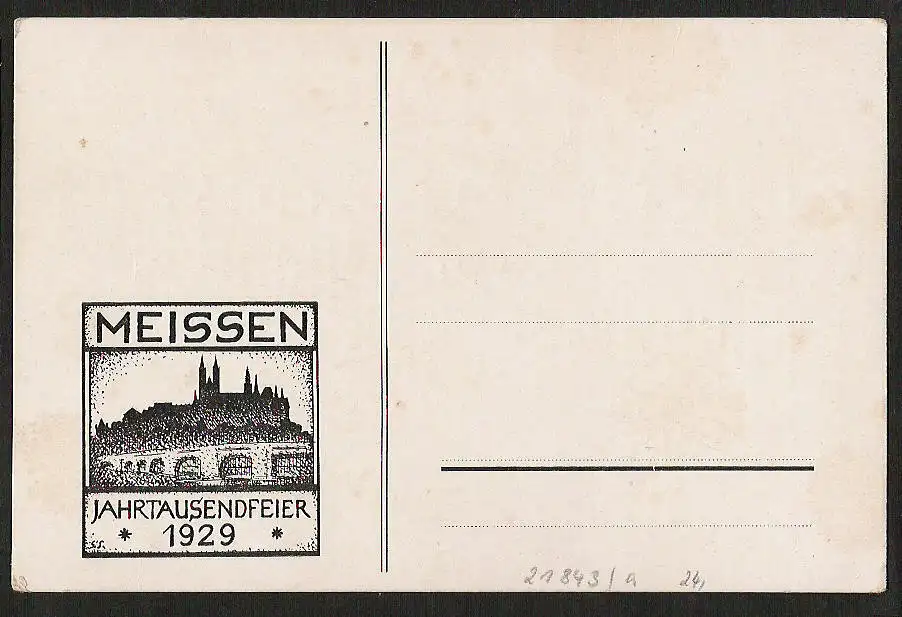 MEISSEN
JAHRTAUSENDFEIER
* 1929 *
21843/a 24,